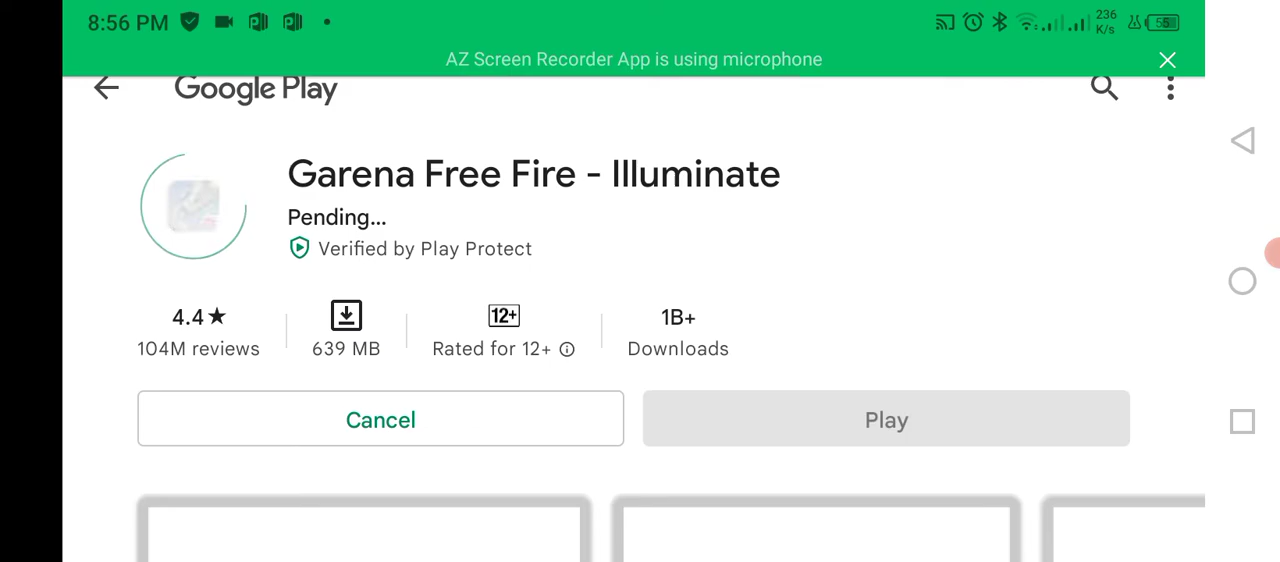 8:56 PM
236
K/s
55
AZ Screen Recorder App is using microphone
Google Play
Garena Free Fire - Illuminate
Pending...
Verified by Play Protect
4.4★ 12+ 1B+
104M reviews 639 MB Rated for 12+ Downloads
Cancel Play